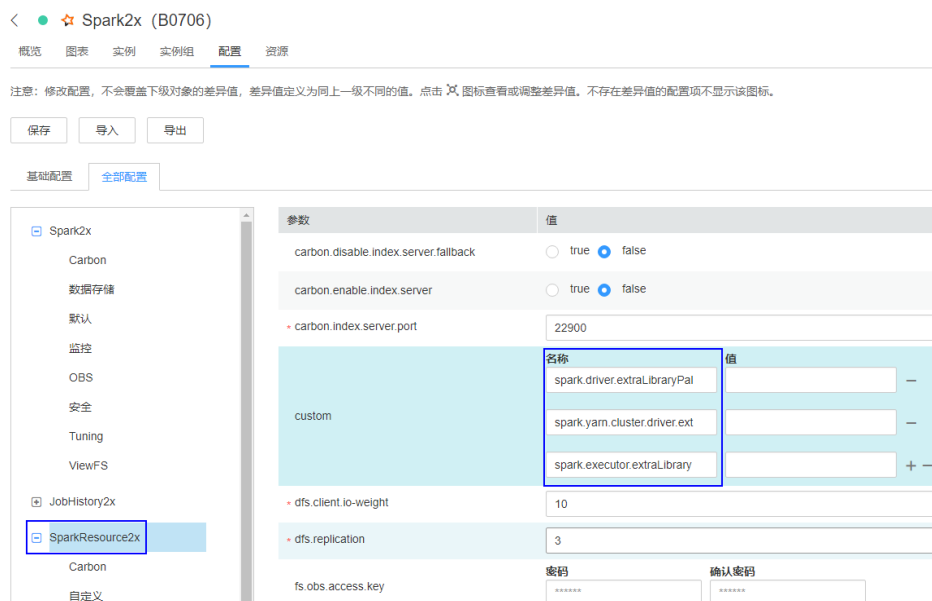 Spark2x（B0706)
概览 图表 实例 实例组 配置 资源
注意：修改配置，不会覆盖下级对象的差异值，差异值定义为同上一级不同的值。点击 图标查看或调整差异值。不存在差异值的配置项不显示该图标。
保存 导入 导出
基础配置 全部配置
Spark2x
Carbon
数据存储
默认
监控
OBS
安全
Tuning
ViewFS
JobHistory2x
SparkResource2x
Carbon
自定义
参数 值
carbon.disable.index.server.fallback true false
carbon.enable.index.server true false
* carbon.index.server.port 22900
custom
名称 值
spark.driver.extraLibraryPal
spark.yarn.cluster.driver.ext
spark.executor.extraLibrary
* dfs.client.io-weight 10
* dfs.replication 3
fs.obs.access.key
密码 确认密码
****** ******